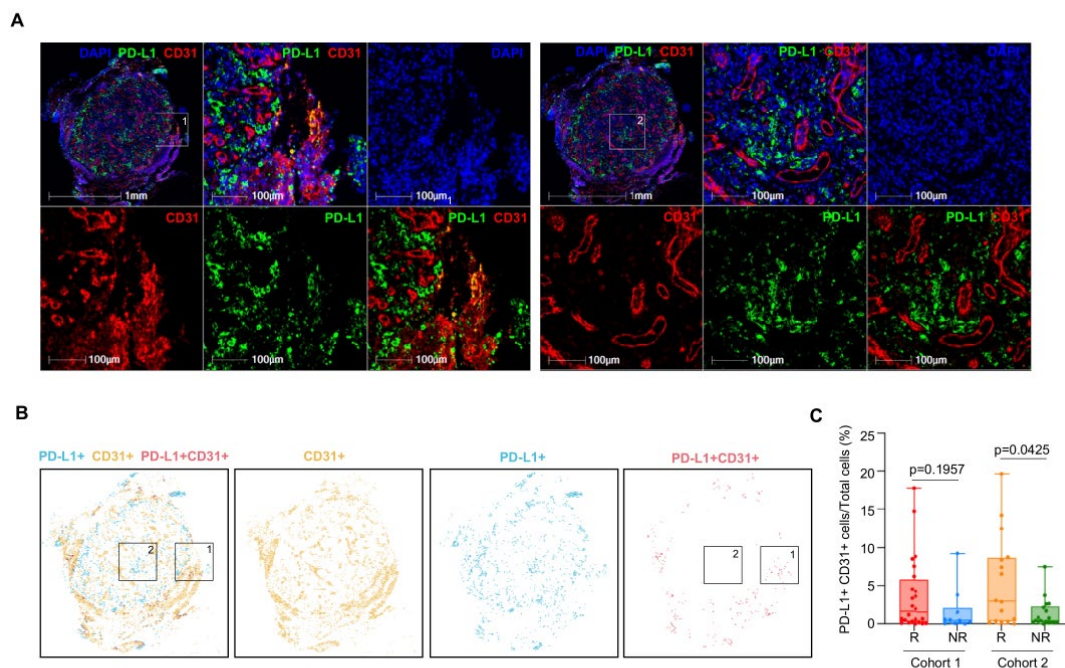 A
DAPI PD-L1 CD31
PD-L1 CD31
DAPI
DAPI PD-L1 CD31
DAPI PD-L1 CD31
DAPI
1
2
1mm
100μm
100μm
1mm
100μm
100μm
1
CD31
PD-L1
PD-L1 CD31
CD31
PD-L1
PD-L1 CD31
100μm
100μm
100μm
100μm
100μm
100μm
B
PD-L1+ CD31+ PD-L1+CD31+
CD31+
PD-L1+
PD-L1+CD31+
2
1
2
1
C
PD-L1+ CD31+ cells/Total cells (%)
p=0.1957
p=0.0425
25
20
15
10
5
0
R
NR
R
NR
Cohort 1
Cohort 2